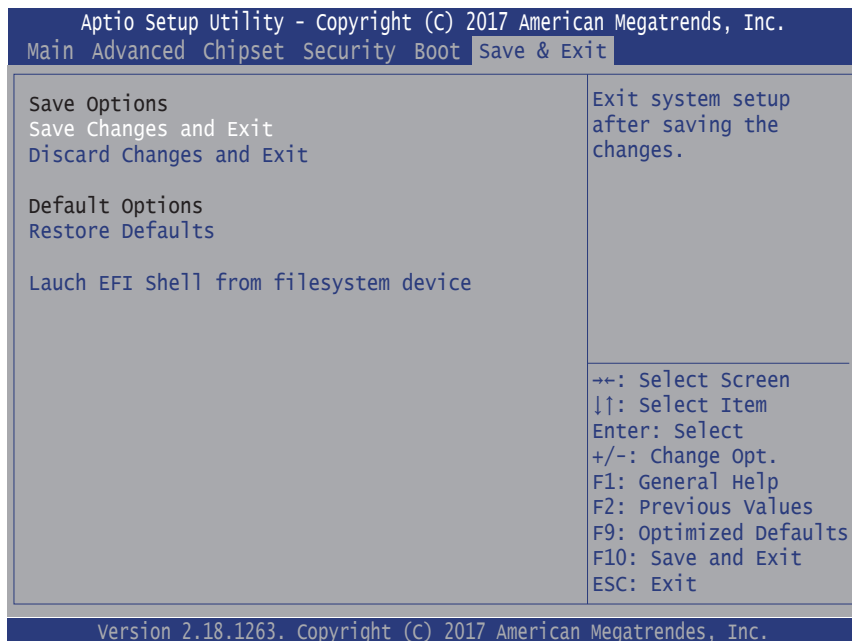 Aptio Setup Utility - Copyright (C) 2017 American Megatrends, Inc.
Main Advanced Chipset Security Boot Save & Exit
Save Options
Save Changes and Exit
Discard Changes and Exit
Default Options
Restore Defaults
Lauch EFI Shell from filesystem device
Exit system setup
after saving the
changes.
→←: Select Screen
↓↑: Select Item
Enter: Select
+/-: Change Opt.
F1: General Help
F2: Previous Values
F9: Optimized Defaults
F10: Save and Exit
ESC: Exit
Version 2.18.1263. Copyright (C) 2017 American Megatrendes, Inc.